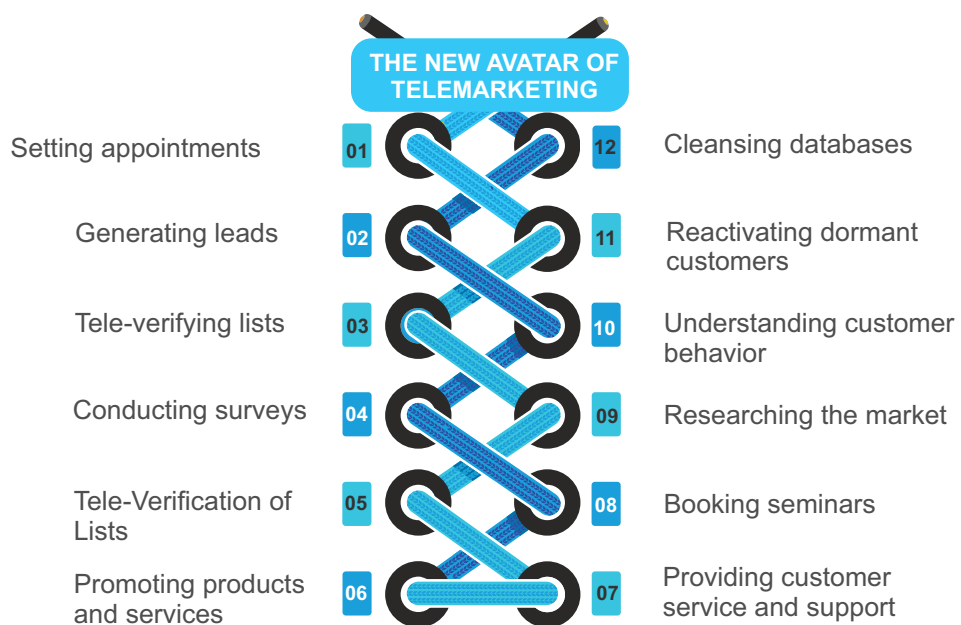 THE NEW AVATAR OF
TELEMARKETING
Setting appointments
01
12
Cleansing databases
Generating leads
02
11
Reactivating dormant
customers
Tele-verifying lists
03
10
Understanding customer
behavior
Conducting surveys
04
09
Researching the market
Tele-Verification of
Lists
05
08
Booking seminars
Promoting products
and services
06
07
Providing customer
service and support